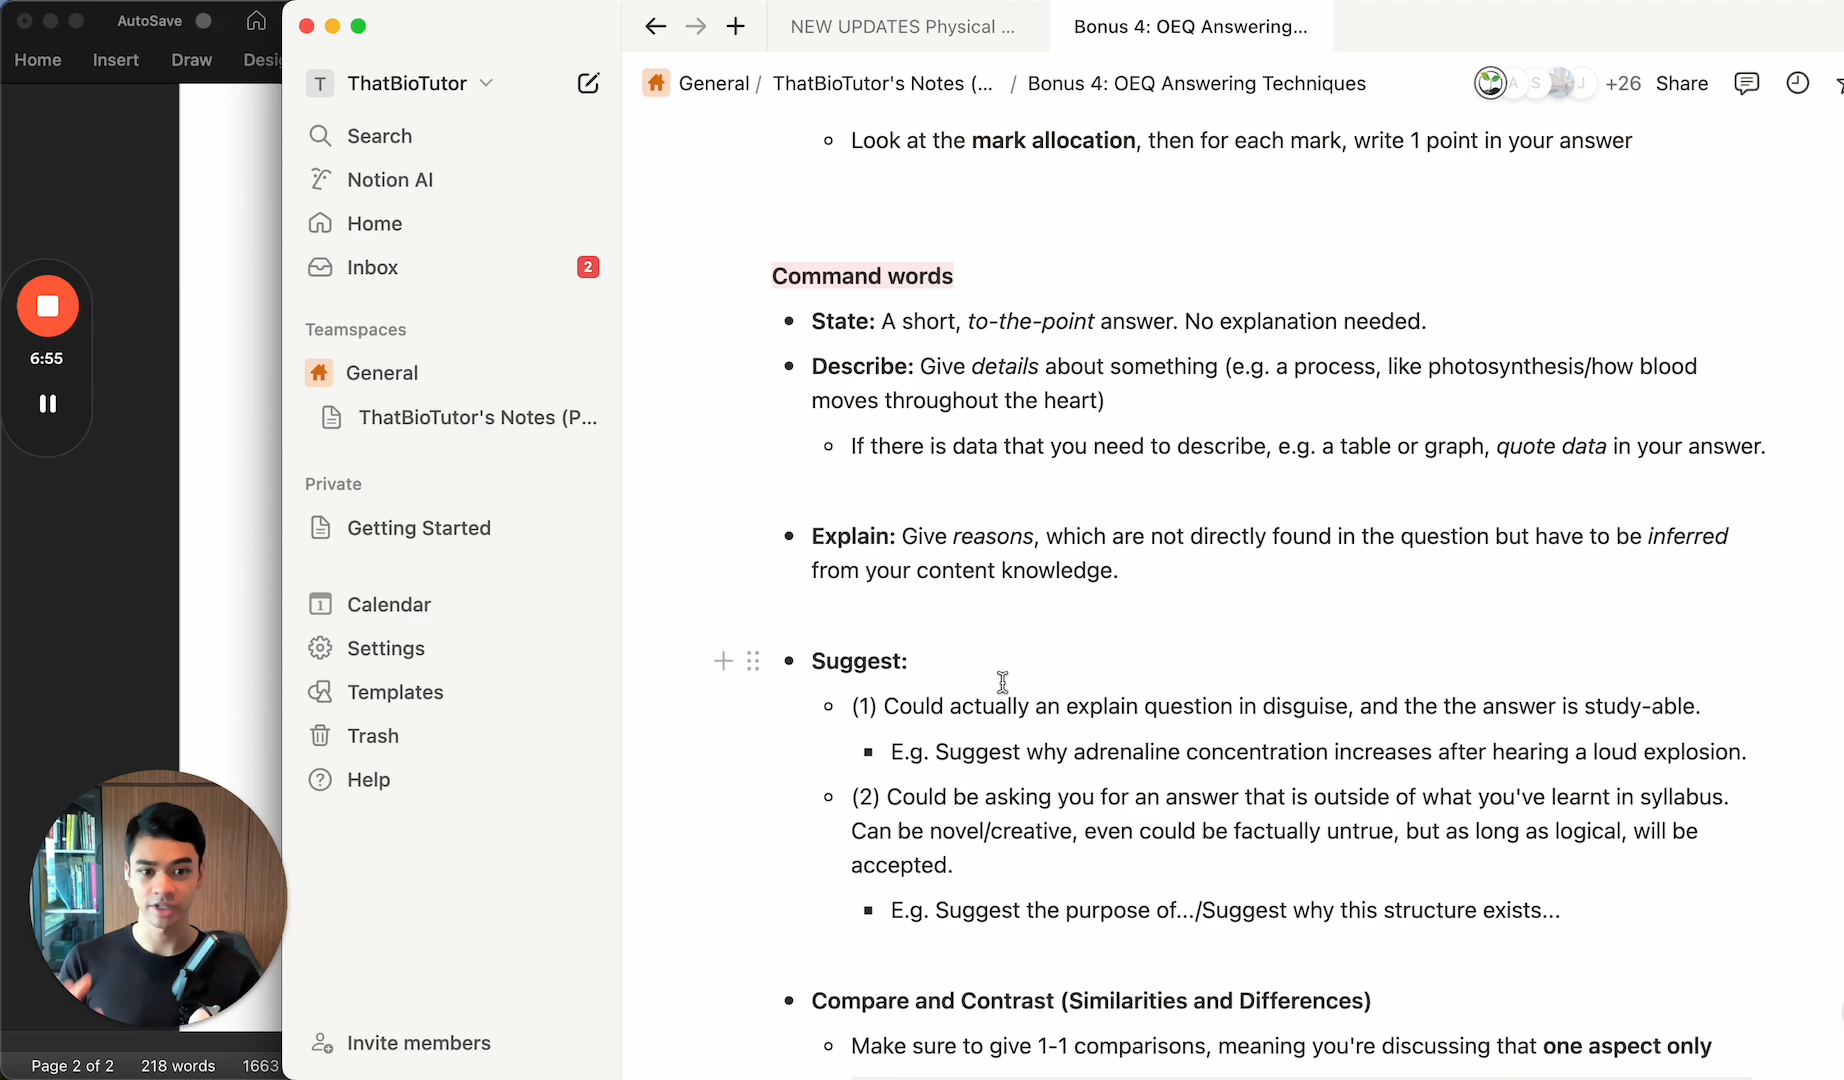 AutoSave
Home Insert Draw Desi
6:55
Page 2 of 2 218 words 1663
T ThatBioTutor
Search
Notion AI
Home
Inbox 2
Teamspaces
General
ThatBioTutor's Notes (P...
Private
Getting Started
1 Calendar
Settings
Templates
Trash
? Help
Invite members
NEW UPDATES Physical ... Bonus 4: OEQ Answering...
General / ThatBioTutor's Notes (... / Bonus 4: OEQ Answering Techniques A S J +26 Share
Look at the mark allocation, then for each mark, write 1 point in your answer
Command words
State: A short, to-the-point answer. No explanation needed.
Describe: Give details about something (e.g. a process, like photosynthesis/how blood
moves throughout the heart)
If there is data that you need to describe, e.g. a table or graph, quote data in your answer.
Explain: Give reasons, which are not directly found in the question but have to be inferred
from your content knowledge.
Suggest:
(1) Could actually an explain question in disguise, and the the answer is study-able.
E.g. Suggest why adrenaline concentration increases after hearing a loud explosion.
(2) Could be asking you for an answer that is outside of what you've learnt in syllabus.
Can be novel/creative, even could be factually untrue, but as long as logical, will be
accepted.
E.g. Suggest the purpose of.../Suggest why this structure exists...
Compare and Contrast (Similarities and Differences)
Make sure to give 1-1 comparisons, meaning you're discussing that one aspect only